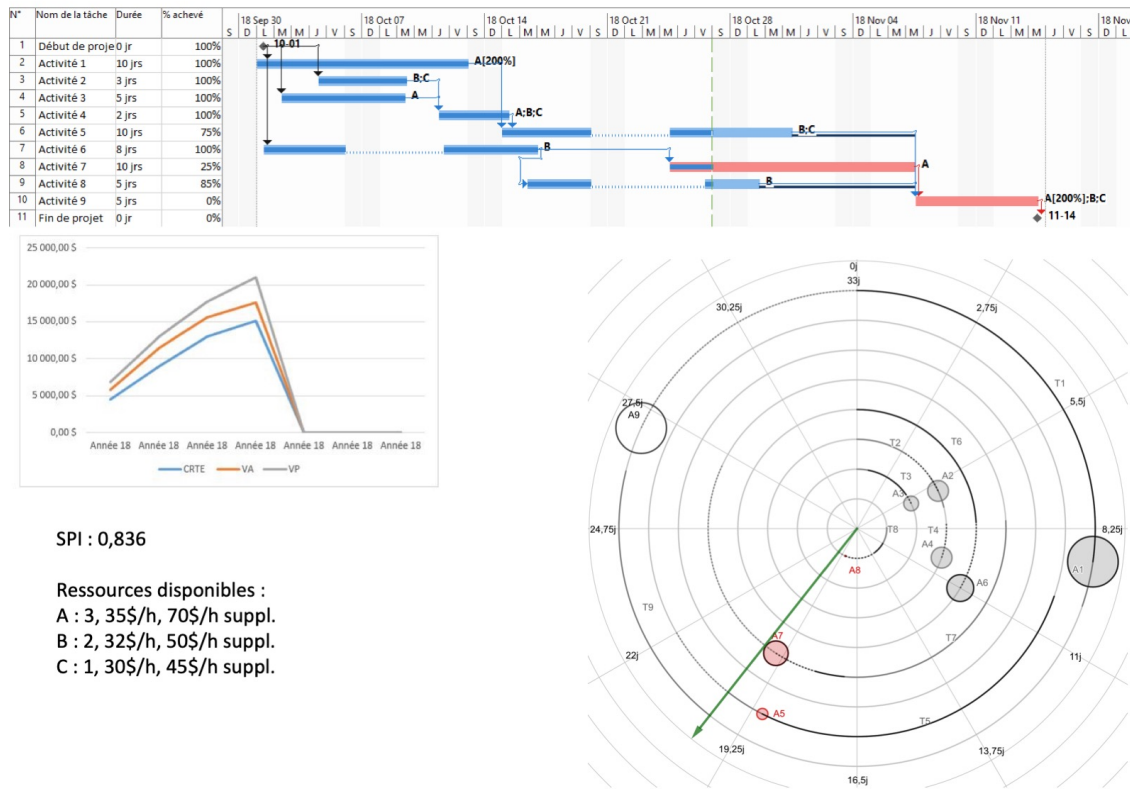 N° Nom de la tâche Durée % achevé
18 Sep 30 18 Oct 07 18 Oct 14 18 Oct 21 18 Oct 28 18 Nov 04 18 Nov 11 18 Nov
S D L M M J V S D L M M J V S D L M M J V S D L M M J V S D L M M J V S D L M M J V S D L M M J V S D L
1 Début de proje 0 jr 100% 10-01
2 Activité 1 10 jrs 100% A[200%]
3 Activité 2 3 jrs 100% B;C
4 Activité 3 5 jrs 100% A
5 Activité 4 2 jrs 100% A;B;C
6 Activité 5 10 jrs 75% B;C
7 Activité 6 8 jrs 100% B
8 Activité 7 10 jrs 25% A
9 Activité 8 5 jrs 85% B
10 Activité 9 5 jrs 0% A[200%];B;C
11 Fin de projet 0 jr 0% 11-14
25 000,00 $
20 000,00 $
15 000,00 $
10 000,00 $
5 000,00 $
0,00 $
Année 18 Année 18 Année 18 Année 18 Année 18 Année 18 Année 18
CRTE VA VP
SPI : 0,836
Ressources disponibles :
A : 3, 35$/h, 70$/h suppl.
B : 2, 32$/h, 50$/h suppl.
C : 1, 30$/h, 45$/h suppl.
0j
33j
30,25j
2,75j
T1
5,5j
27,5j
A9
T2
T6
T3
A2
A3
24,75j
T8
T4
8,25j
A4
A1
A8
A6
T9
A7
T7
22j
11j
A5
T5
19,25j
13,75j
16,5j